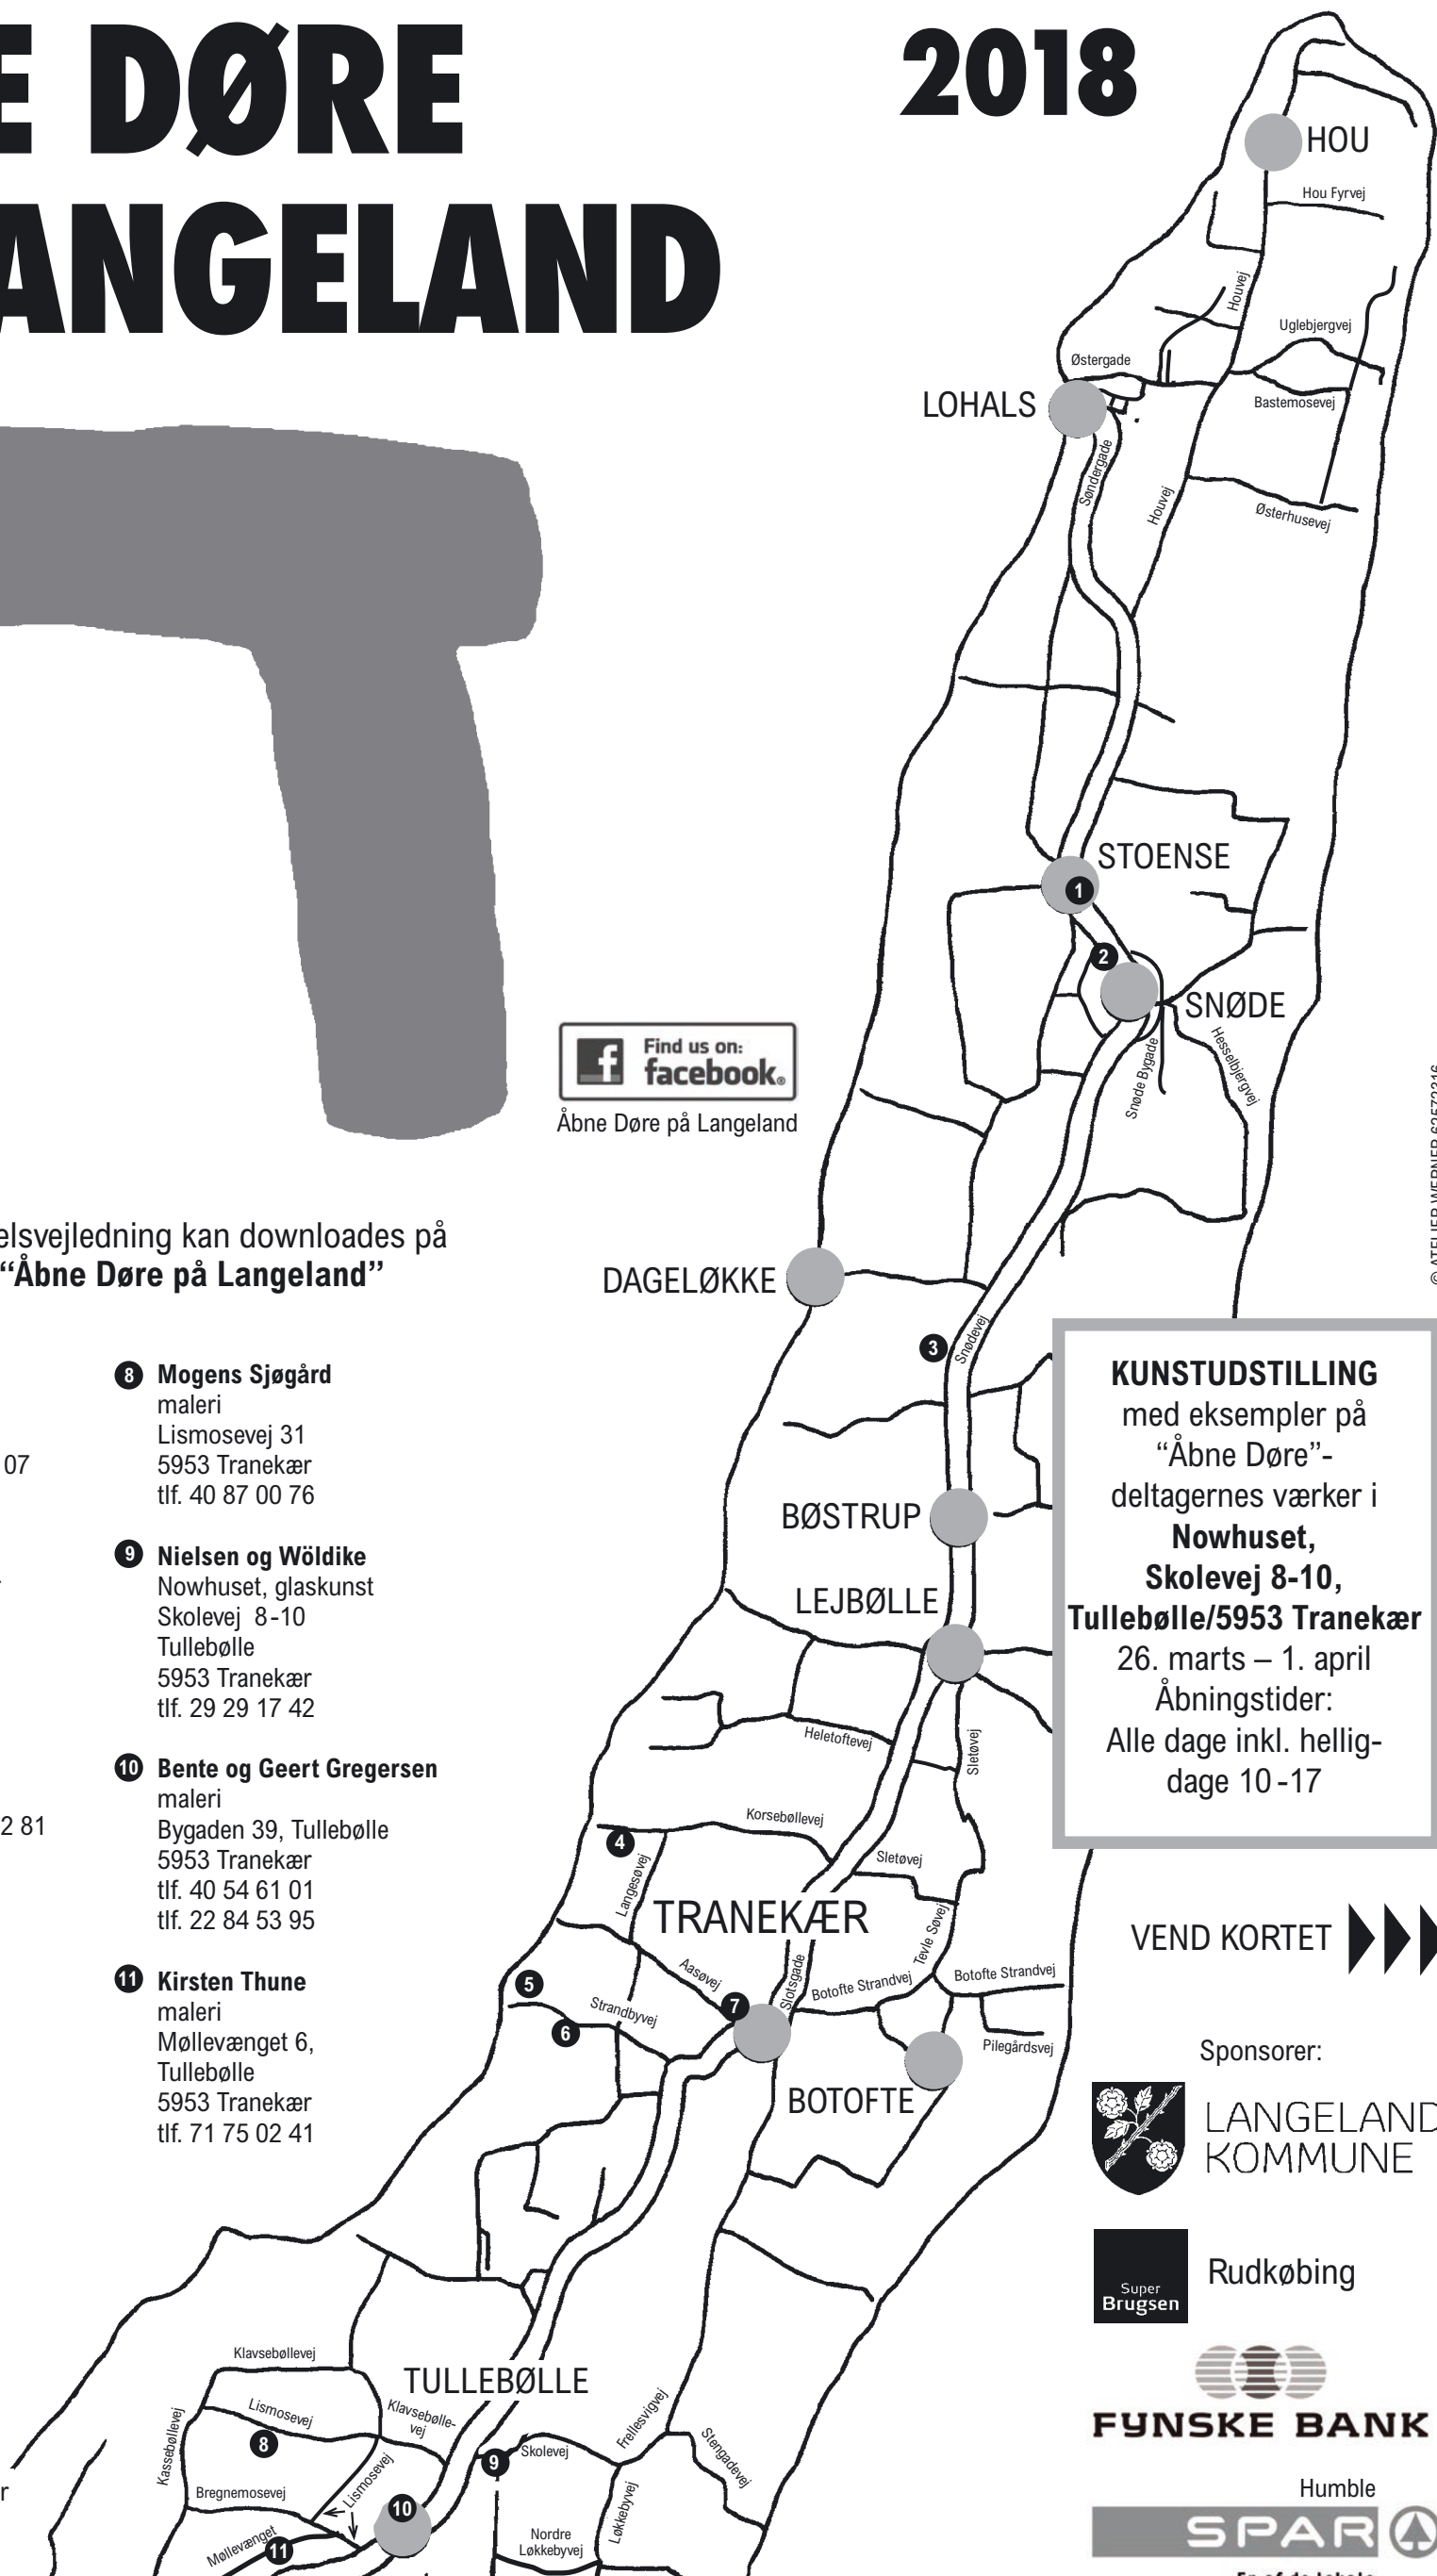 E DØRE
ANGELAND
2018
HOU
Hou Fyrvej
Houvej
Uglebjergvej
Østergade
LOHALS
Bastemosevej
Søndergade
Houvej
Østerhusevej
STOENSE
1
2
SNØDE
Hesselbjergvej
Snøde Bygade
f
Find us on:
facebook®
Åbne Døre på Langeland
elsvejledning kan downloades på
“Åbne Døre på Langeland”
DAGELØKKE
3
Snødevej
BØSTRUP
LEJBØLLE
Heletoftevej
Sletøvej
Korsebøllevej
4
Langesøvej
Sletøvej
TRANEKÆR
Tevle Søvej
Aasøvej
Slotsgade
Botofte Strandvej
Botofte Strandvej
5
Strandbyvej
7
6
Pilegårdsvej
BOTOFTE
8 Mogens Sjøgård
maleri
Lismosevej 31
07
5953 Tranekær
tlf. 40 87 00 76
9 Nielsen og Wöldike
Nowhuset, glaskunst
Skolevej 8-10
Tullebølle
5953 Tranekær
tlf. 29 29 17 42
10 Bente og Geert Gregersen
maleri
2 81
Bygaden 39, Tullebølle
5953 Tranekær
tlf. 40 54 61 01
tlf. 22 84 53 95
11 Kirsten Thune
maleri
Møllevænget 6,
Tullebølle
5953 Tranekær
tlf. 71 75 02 41
KUNSTUDSTILLING
med eksempler på
“Åbne Døre”-
deltagernes værker i
Nowhuset,
Skolevej 8-10,
Tullebølle/5953 Tranekær
26. marts – 1. april
Åbningstider:
Alle dage inkl. hellig-
dage 10-17
VEND KORTET
Sponsorer:
LANGELAND
KOMMUNE
Super
Brugsen
Rudkøbing
FYNSKE BANK
Humble
SPAR
Klavsebøllevej
TULLEBØLLE
Lismosevej
Klavsebølle-
vej
Kassebøllevej
8
Frellesvigvej
Stengadevej
9
Skolevej
Lismosevej
Bregnemosevej
10
Løkkebyvej
Møllevænget
11
Nordre
Løkkebyvej
r